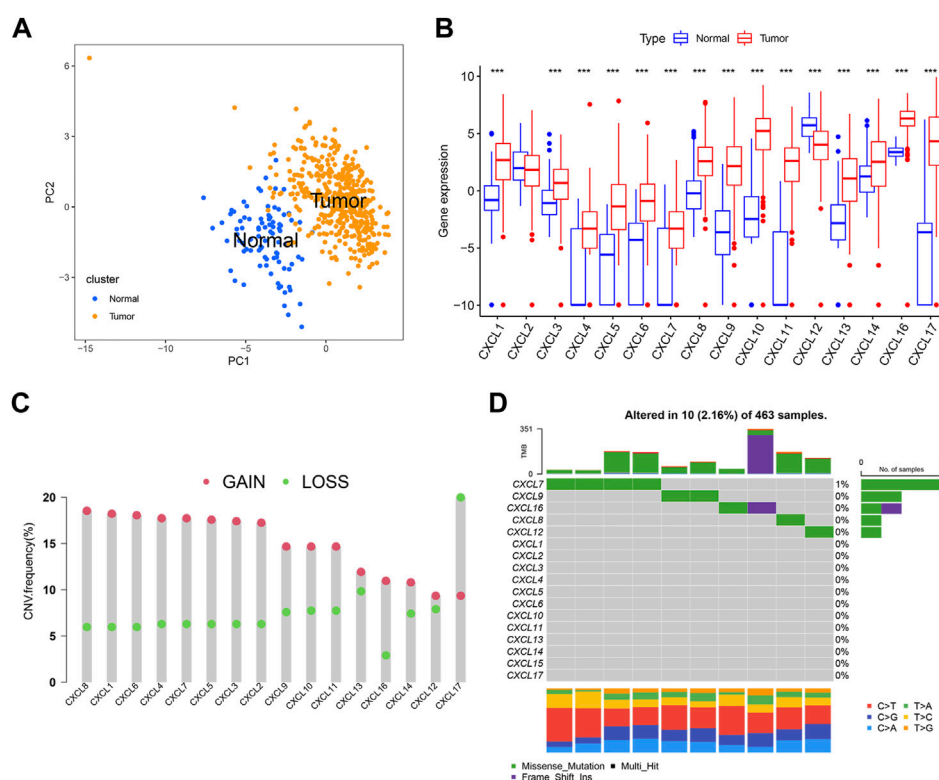 A
6
3
0
-3
PC2
Tumor
Normal
cluster
Normal
Tumor
-15
-10
-5
0
PC1
B
Type
Normal
Tumor
*** *** *** *** *** *** *** *** *** *** *** *** *** *** ***
10
5
0
-5
-10
Gene expression
CXCL1
CXCL2
CXCL3
CXCL4
CXCL5
CXCL6
CXCL7
CXCL8
CXCL9
CXCL10
CXCL11
CXCL12
CXCL13
CXCL14
CXCL16
CXCL17
C
GAIN
LOSS
20
15
10
5
0
CNV.frequency(%)
CXCL8
CXCL1
CXCL6
CXCL4
CXCL7
CXCL5
CXCL3
CXCL2
CXCL9
CXCL10
CXCL11
CXCL13
CXCL16
CXCL14
CXCL12
CXCL17
D
Altered in 10 (2.16%) of 463 samples.
351
TMB
0
0
No. of samples
CXCL7 1%
CXCL9 0%
CXCL16 0%
CXCL8 0%
CXCL12 0%
CXCL1 0%
CXCL2 0%
CXCL3 0%
CXCL4 0%
CXCL5 0%
CXCL6 0%
CXCL10 0%
CXCL11 0%
CXCL13 0%
CXCL14 0%
CXCL15 0%
CXCL17 0%
C>T T>A
C>G T>C
C>A T>G
Missense_Mutation
Multi_Hit
Frame_Shift_Ins